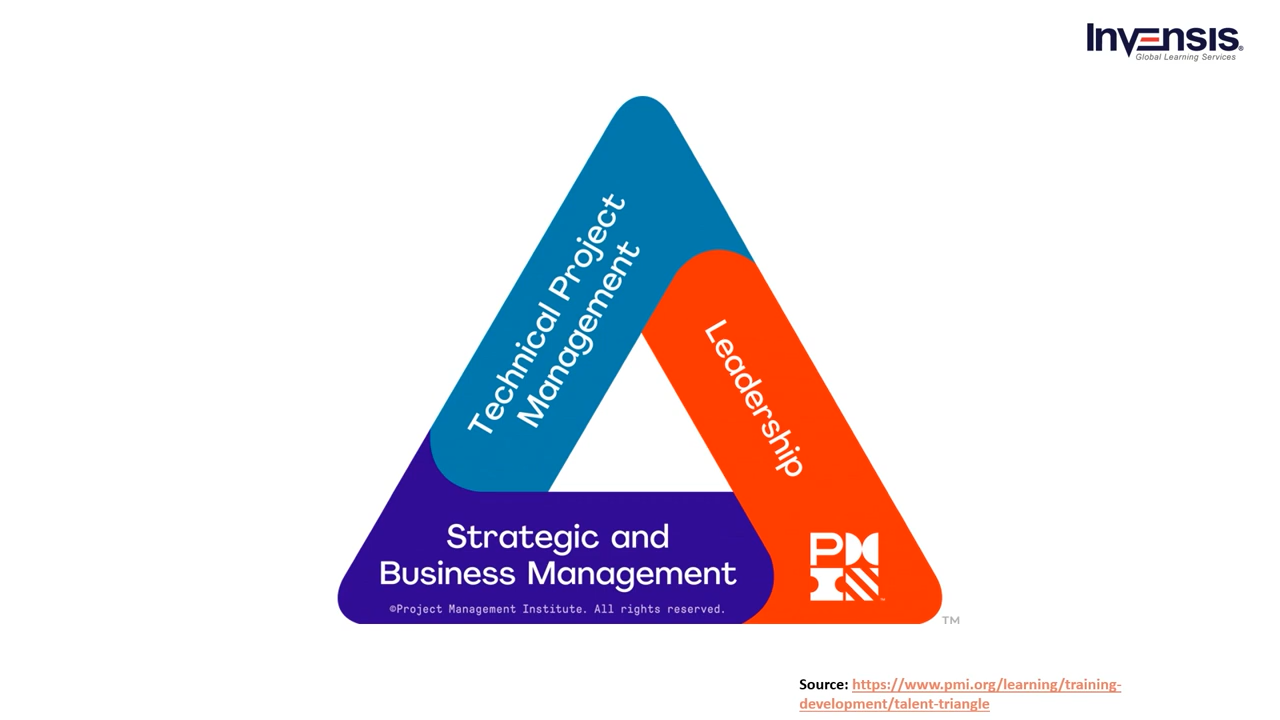 Invensis®
Global Learning Services
Technical Project
Management
Leadership
Strategic and
Business Management
©Project Management Institute. All rights reserved.
PMI
TM
Source: https://www.pmi.org/learning/training-
development/talent-triangle